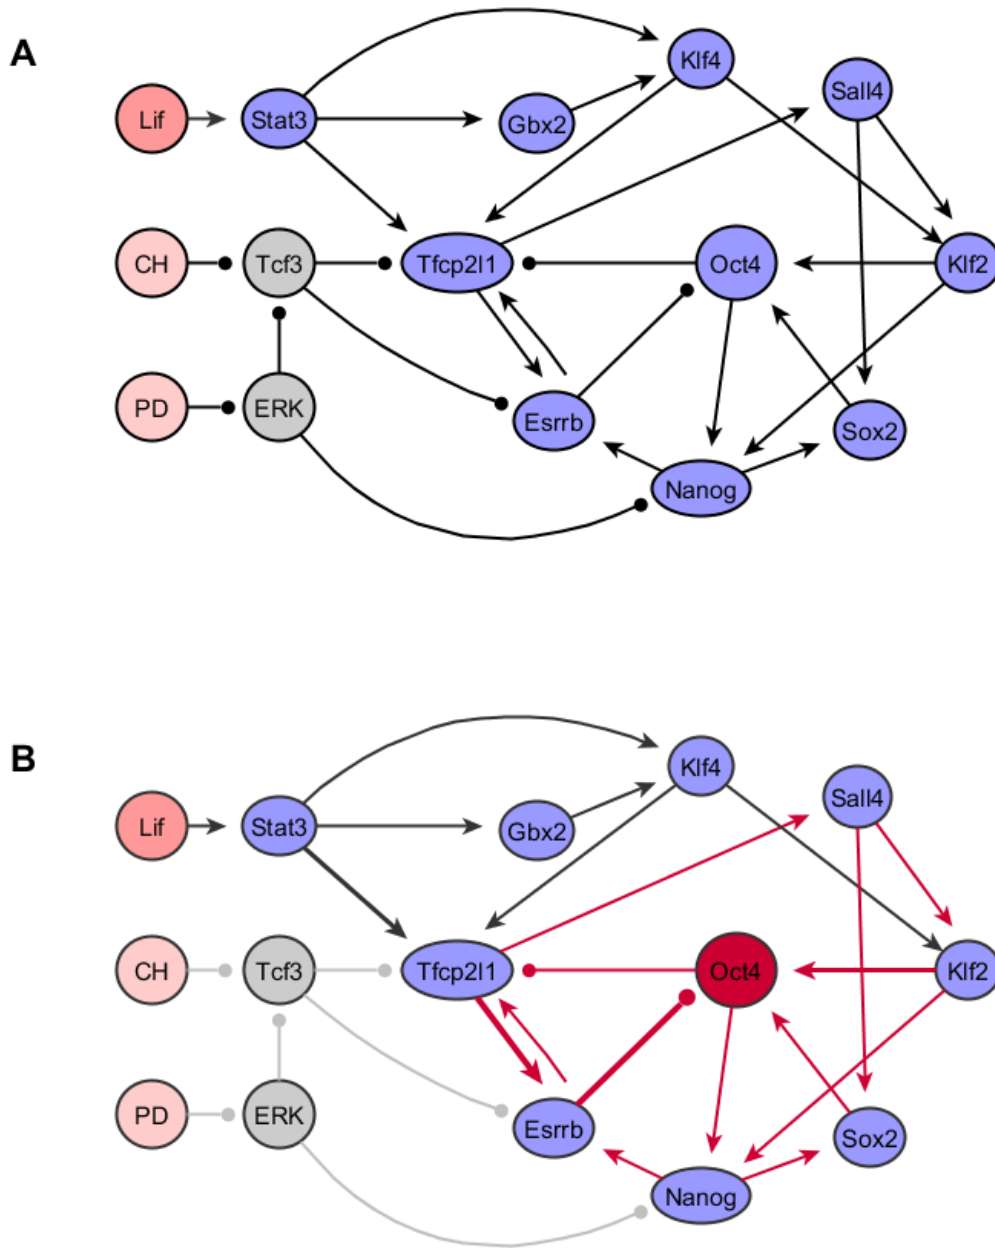 A
Klf4
Sall4
Lif
Stat3
Gbx2
CH
Tcf3
Tfcp2l1
Oct4
Klf2
PD
ERK
Esrrb
Sox2
Nanog
B
Klf4
Sall4
Lif
Stat3
Gbx2
CH
Tcf3
Tfcp2l1
Oct4
Klf2
PD
ERK
Esrrb
Sox2
Nanog